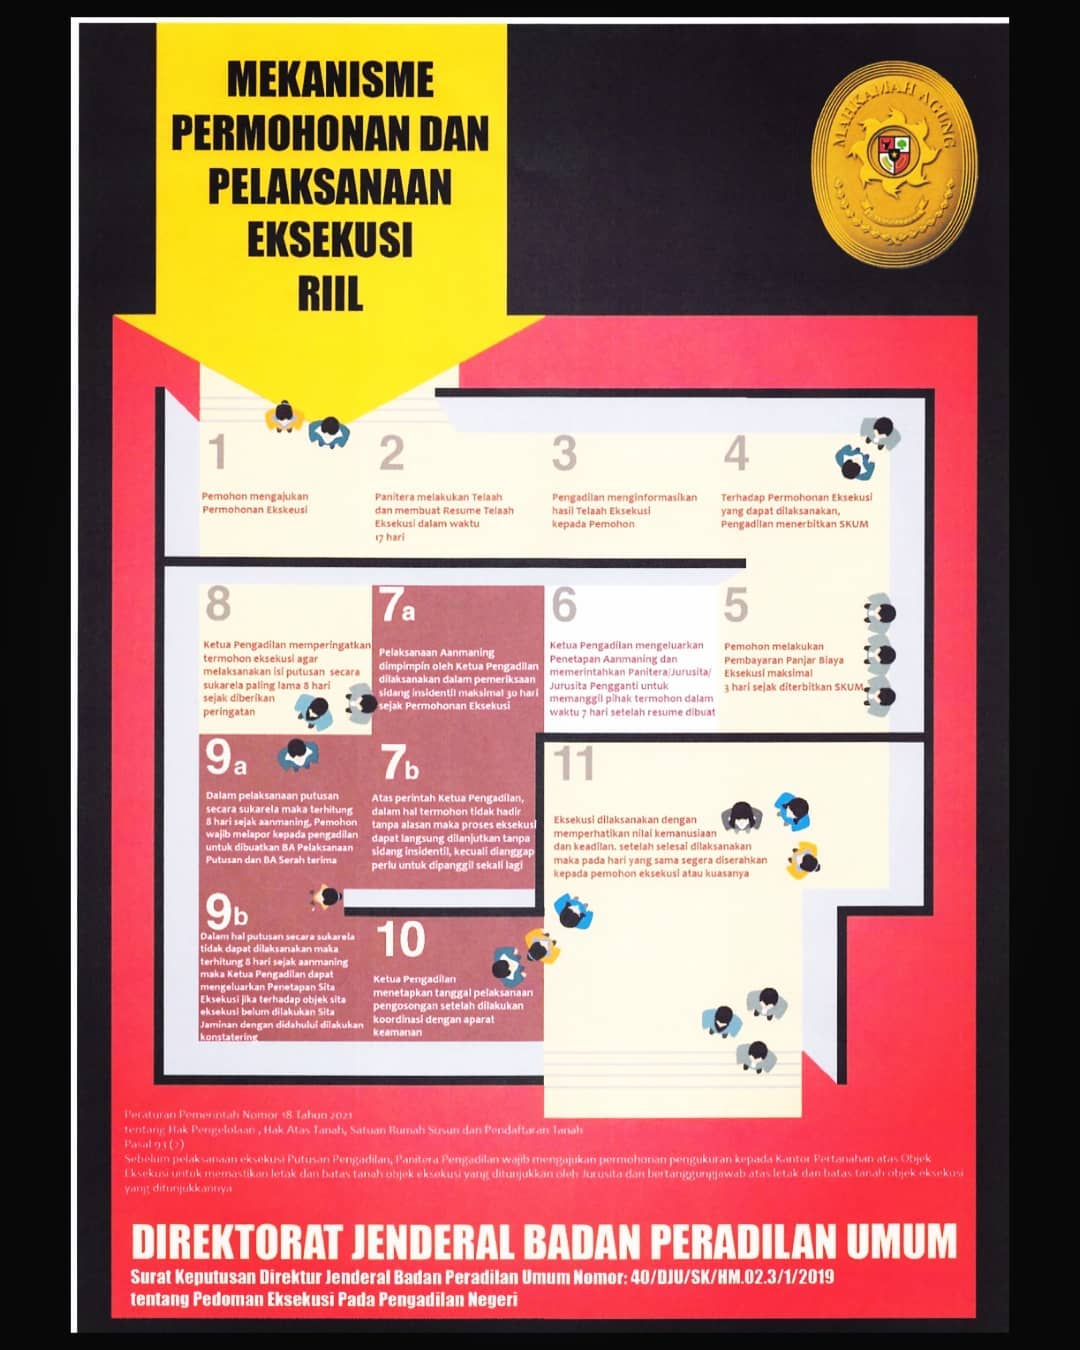 MEKANISME
PERMOHONAN DAN
PELAKSANAAN
EKSEKUSI
RIIL
MAHKAMAH AGUNG
1
Pemohon mengajukan
Permohonan Ekskeusi
2
Panitera melakukan Telaah
dan membuat Resume Telaah
Eksekusi dalam waktu
17 hari
3
Pengadilan menginformasikan
hasil Telaah Eksekusi
kepada Pemohon
4
Terhadap Permohonan Eksekusi
yang dapat dilaksanakan,
Pengadilan menerbitkan SKUM
8
Ketua Pengadilan memperingatkan
termohon eksekusi agar
melaksanakan isi putusan secara
sukarela paling lama 8 hari
sejak diberikan
peringatan
7a
Pelaksanaan Aanmaning
dimpimpin oleh Ketua Pengadilan
dilaksanakan dalam pemeriksaan
sidang insidentil maksimal 30 hari
sejak Permohonan Eksekusi
6
Ketua Pengadilan mengeluarkan
Penetapan Aanmaning dan
memerintahkan Panitera/Jurusita/
Jurusita Pengganti untuk
memanggil pihak termohon dalam
waktu 7 hari setelah resume dibuat
5
Pemohon melakukan
Pembayaran Panjar Biaya
Eksekusi maksimal
3 hari sejak diterbitkan SKUM
9a
Dalam pelaksanaan putusan
secara sukarela maka terhitung
8 hari sejak aanmaning, Pemohon
wajib melapor kepada pengadilan
untuk dibuatkan BA Pelaksanaan
Putusan dan BA Serah terima
7b
Atas perintah Ketua Pengadilan,
dalam hal termohon tidak hadir
tanpa alasan maka proses eksekusi
dapat langsung dilanjutkan tanpa
sidang insidentil, kecuali dianggap
perlu untuk dipanggil sekali lagi
11
Eksekusi dilaksanakan dengan
memperhatikan nilai kemanusiaan
dan keadilan. setelah selesai dilaksanakan
maka pada hari yang sama segera diserahkan
kepada pemohon eksekusi atau kuasanya
9b
Dalam hal putusan secara sukarela
tidak dapat dilaksanakan maka
terhitung 8 hari sejak aanmaning
maka Ketua Pengadilan dapat
mengeluarkan Penetapan Sita
Eksekusi jika terhadap objek sita
eksekusi belum dilakukan Sita
Jaminan dengan didahului dilakukan
konstatering
10
Ketua Pengadilan
menetapkan tanggal pelaksanaan
pengosongan setelah dilakukan
koordinasi dengan aparat
keamanan
Peraturan Pemerintah Nomor 18 Tahun 2021
tentang Hak Pengelolaan , Hak Atas Tanah, Satuan Rumah Susun dan Pendaftaran Tanah
Pasal 93 (2)
Sebelum pelaksanaan eksekusi Putusan Pengadilan, Panitera Pengadilan wajib mengajukan permohonan pengukuran kepada Kantor Pertanahan atas Objek
Eksekusi untuk memastikan letak dan batas tanah objek eksekusi yang ditunjukkan oleh Jurusita dan bertanggungjawab atas letak dan batas tanah objek eksekusi
yang ditunjukkannya
DIREKTORAT JENDERAL BADAN PERADILAN UMUM
Surat Keputusan Direktur Jenderal Badan Peradilan Umum Nomor: 40/DJU/SK/HM.02.3/1/2019
tentang Pedoman Eksekusi Pada Pengadilan Negeri